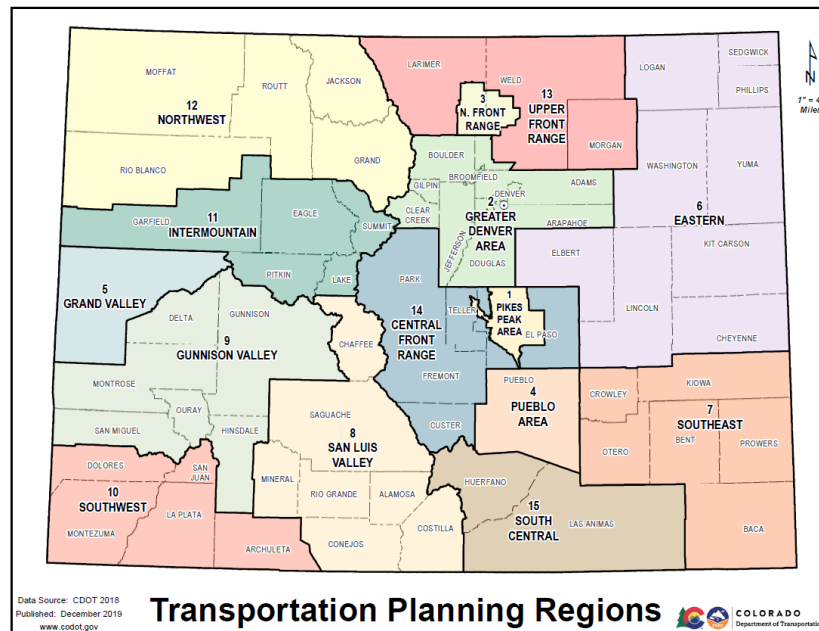 MOFFAT
ROUTT
JACKSON
LARIMER
WELD
LOGAN
SEDGWICK
PHILLIPS
12
NORTHWEST
3
N. FRONT
RANGE
13
UPPER
FRONT
RANGE
MORGAN
RIO BLANCO
GRAND
BOULDER
BROOMFIELD
GILPIN
DENVER
ADAMS
WASHINGTON
YUMA
2
GREATER
DENVER
AREA
CLEAR
CREEK
JEFFERSON
ARAPAHOE
DOUGLAS
6
EASTERN
GARFIELD
11
INTERMOUNTAIN
EAGLE
SUMMIT
PITKIN
LAKE
ELBERT
KIT CARSON
LINCOLN
CHEYENNE
5
GRAND VALLEY
PARK
14
CENTRAL
FRONT
RANGE
TELLER
1
PIKES
PEAK
AREA
EL PASO
DELTA
GUNNISON
9
GUNNISON VALLEY
CHAFFEE
FREMONT
CUSTER
MONTROSE
OURAY
SAN MIGUEL
HINSDALE
PUEBLO
4
PUEBLO
AREA
CROWLEY
KIOWA
7
SOUTHEAST
BENT
PROWERS
OTERO
BACA
SAGUACHE
8
SAN LUIS
VALLEY
MINERAL
RIO GRANDE
ALAMOSA
CONEJOS
COSTILLA
DOLORES
SAN
JUAN
10
SOUTHWEST
MONTEZUMA
LA PLATA
ARCHULETA
HUERFANO
15
SOUTH
CENTRAL
LAS ANIMAS
N
1" = 4
Miles
Data Source: CDOT 2018
Published: December 2019
www.codot.gov
Transportation Planning Regions
COLORADO
Department of Transportatio